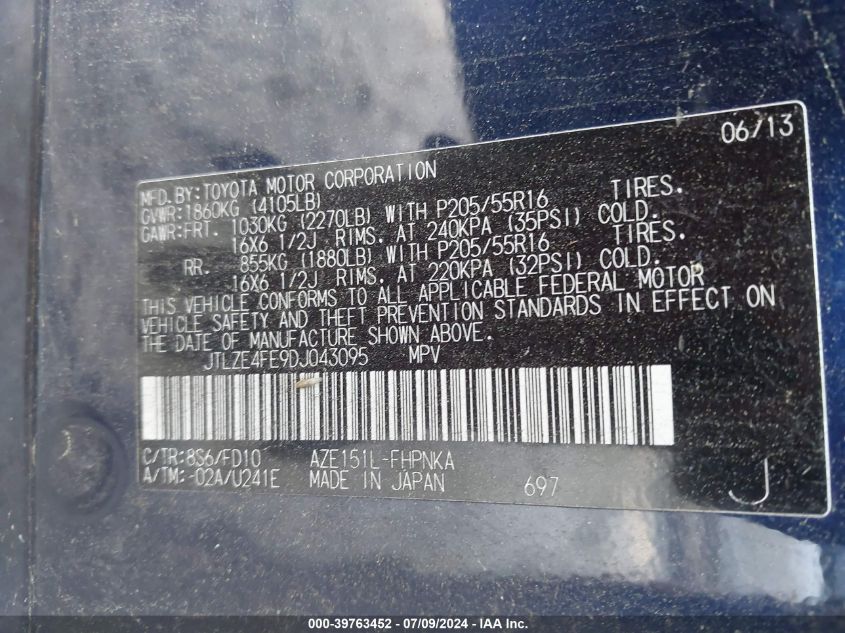 06/13
MFD.BY:TOYOTA MOTOR CORPORATION
GVWR:1860KG (4105LB)
GAWR:FRT. 1030KG (2270LB) WITH P205/55R16 TIRES.
16X6 1/2J RIMS. AT 240KPA (35PSI) COLD.
RR. 855KG (1880LB) WITH P205/55R16 TIRES.
16X6 1/2J RIMS. AT 220KPA (32PSI) COLD.
THIS VEHICLE CONFORMS TO ALL APPLICABLE FEDERAL MOTOR
VEHICLE SAFETY AND THEFT PREVENTION STANDARDS IN EFFECT ON
THE DATE OF MANUFACTURE SHOWN ABOVE.
JTLZE4FE9DJ043095 MPV
C/TR:8S6/FD10 AZE151L-FHPNKA
A/TM:-02A/U241E MADE IN JAPAN 697 J
000-39763452 - 07/09/2024 - IAA Inc.